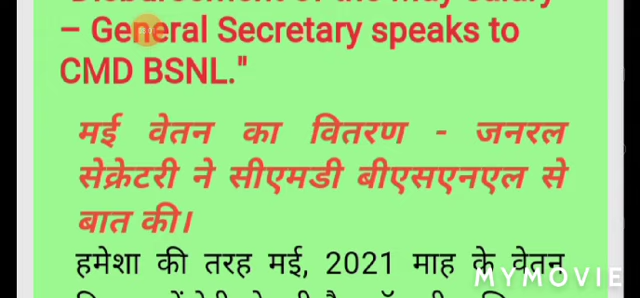 – General Secretary speaks to
CMD BSNL."
मई वेतन का वितरण - जनरल
सेक्रेटरी ने सीएमडी बीएसएनएल से
बात की।
हमेशा की तरह मई, 2021 माह के वेतन
MYMOVIE